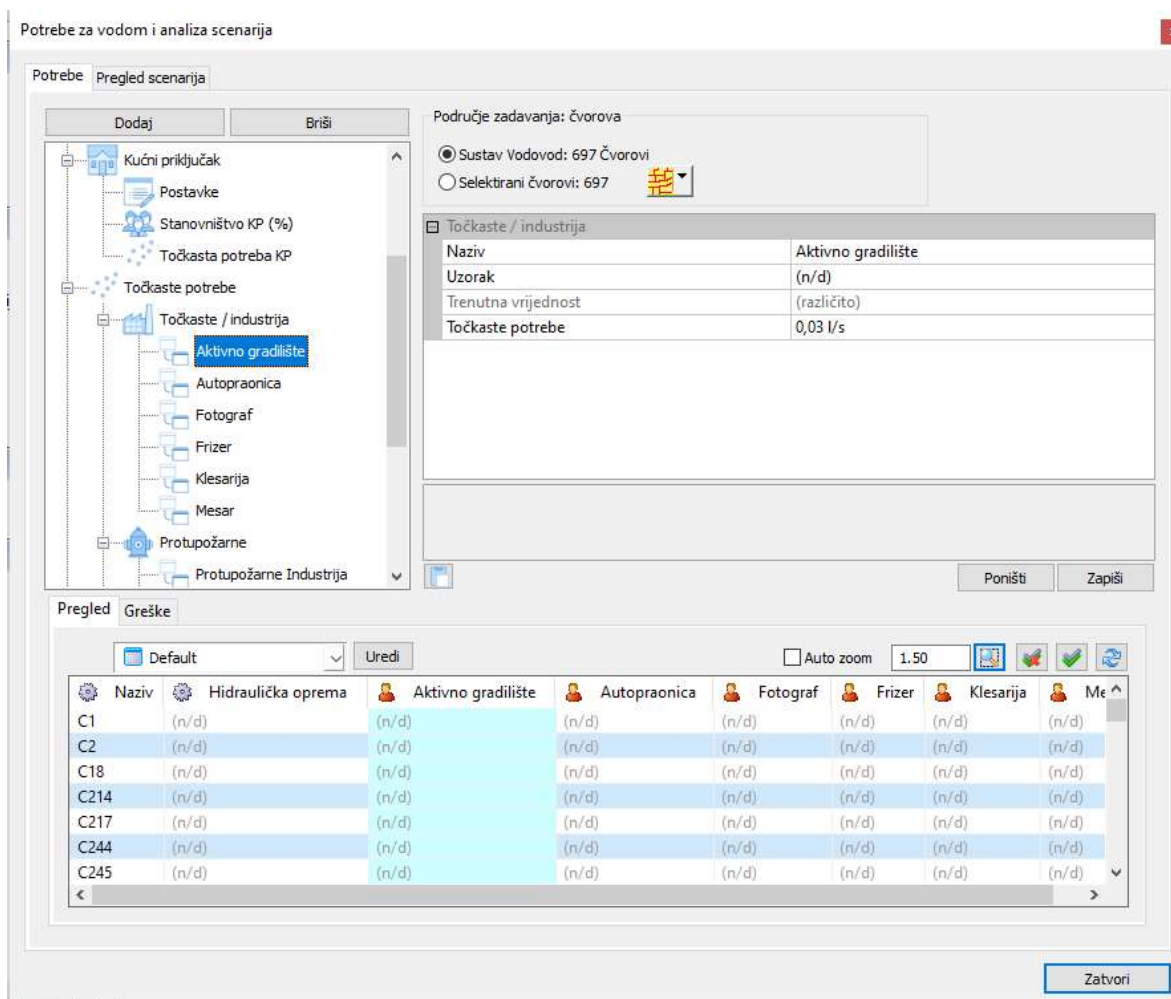 Potrebe za vodom i analiza scenarija
Potrebe Pregled scenarija
Dodaj Briši
Kućni priključak
Postavke
Stanovništvo KP (%)
Točkasta potreba KP
Točkaste potrebe
Točkaste / industrija
Aktivno gradilište
Autopraonica
Fotograf
Frizer
Klesarija
Mesar
Protupožarne
Protupožarne Industrija
Područje zadavanja: čvorova
Sustav Vodovod: 697 Čvorovi
Selektirani čvorovi: 697
Točkaste / industrija
Naziv Aktivno gradilište
Uzorak (n/d)
Trenutna vrijednost (različito)
Točkaste potrebe 0,03 l/s
Poništi Zapiši
Pregled Greške
Default Uredi Auto zoom 1.50
Naziv Hidraulička oprema Aktivno gradilište Autopraonica Fotograf Frizer Klesarija Me
C1 (n/d) (n/d) (n/d) (n/d) (n/d) (n/d) (n/d)
C2 (n/d) (n/d) (n/d) (n/d) (n/d) (n/d) (n/d)
C18 (n/d) (n/d) (n/d) (n/d) (n/d) (n/d) (n/d)
C214 (n/d) (n/d) (n/d) (n/d) (n/d) (n/d) (n/d)
C217 (n/d) (n/d) (n/d) (n/d) (n/d) (n/d) (n/d)
C244 (n/d) (n/d) (n/d) (n/d) (n/d) (n/d) (n/d)
C245 (n/d) (n/d) (n/d) (n/d) (n/d) (n/d) (n/d)
Zatvori